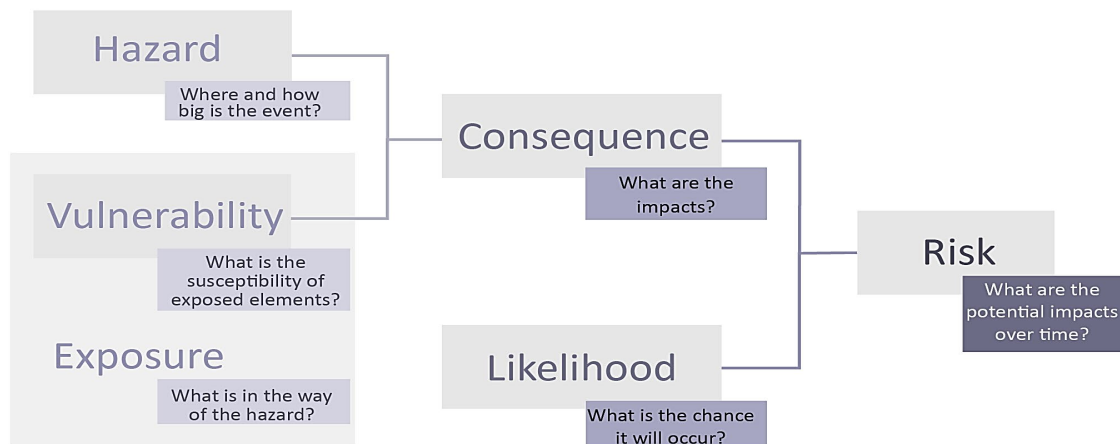 Hazard
Where and how
big is the event?
Vulnerability
What is the
susceptibility of
exposed elements?
Exposure
What is in the way
of the hazard?
Consequence
What are the
impacts?
Likelihood
What is the chance
it will occur?
Risk
What are the
potential impacts
over time?